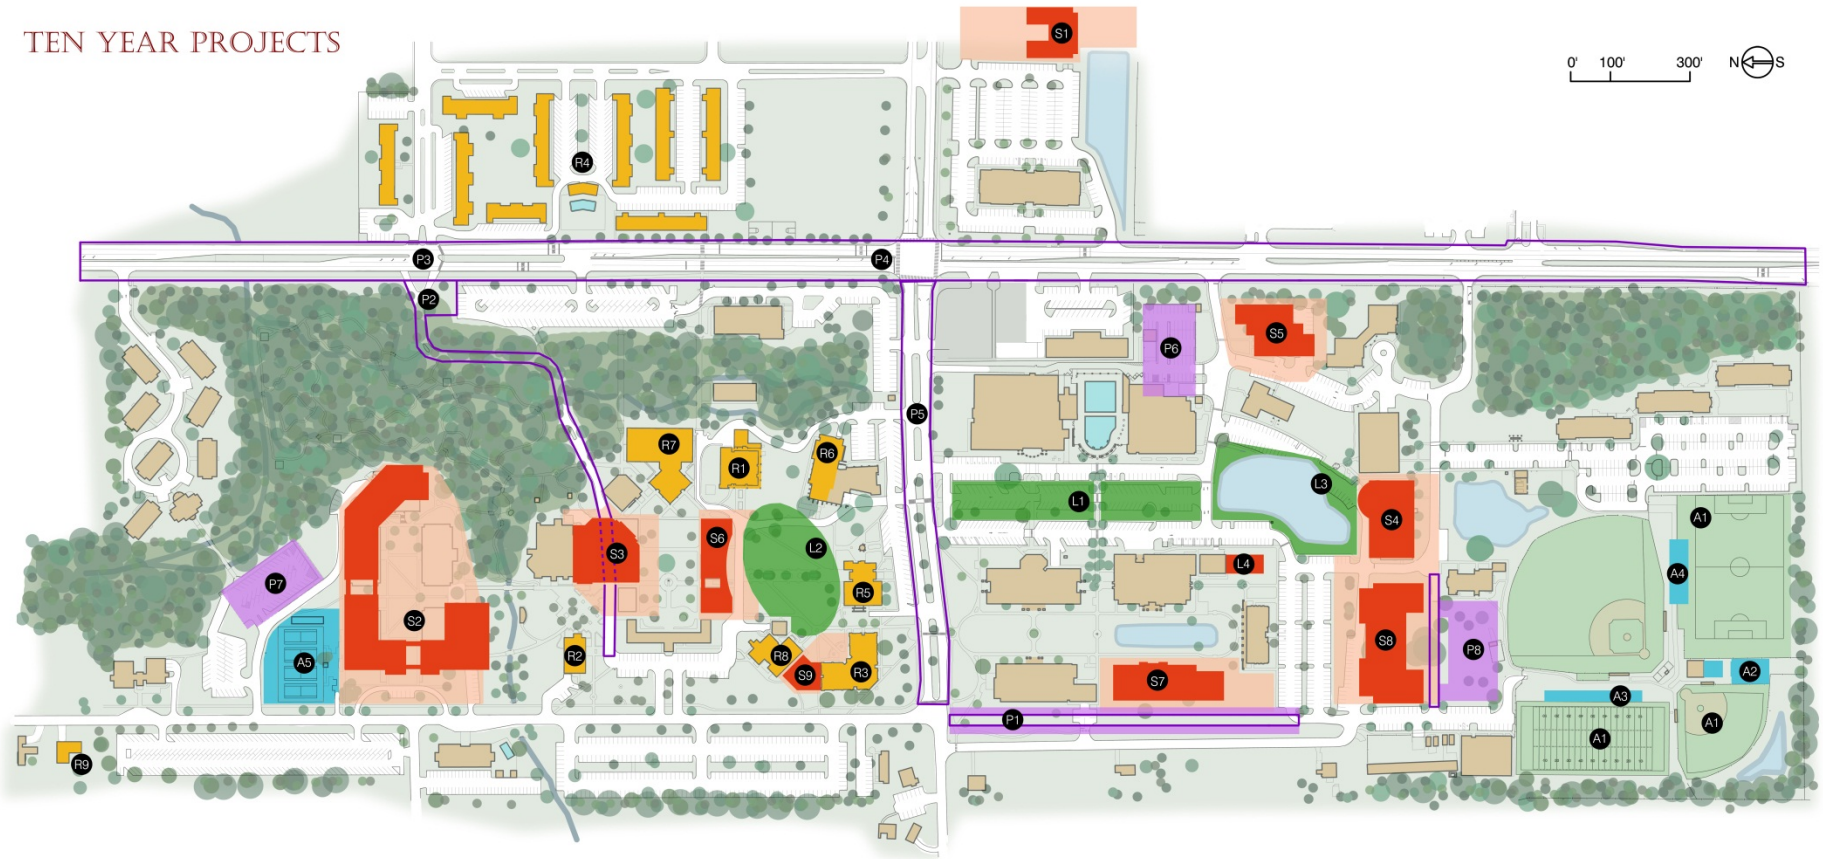 TEN YEAR PROJECTS
S1
0' 100' 300' N S
R4
P3
P4
P2
P6
S5
P5
R7
R1
R6
L1
L3
S4
A1
S3
S6
L2
P7
L4
A4
R5
S2
A5
R2
R8
S9
R3
S7
S8
P8
A2
A3
P1
A1
A1
R9